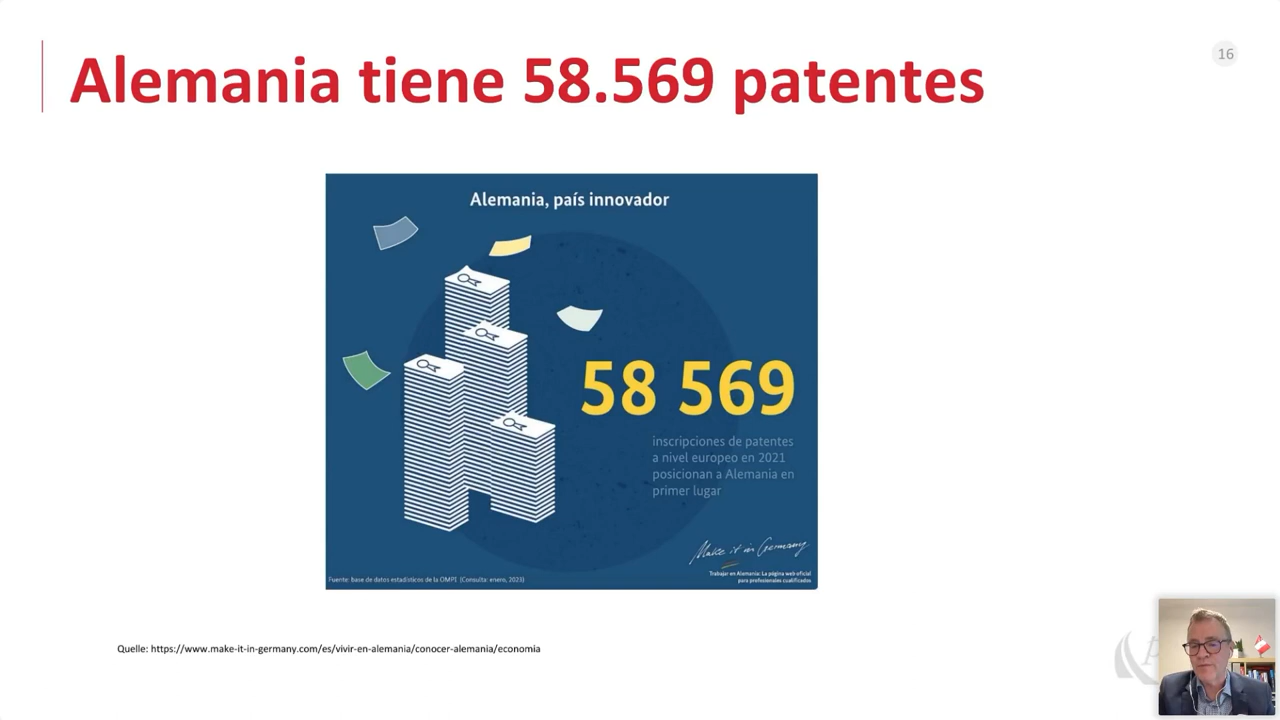 Alemania tiene 58.569 patentes
16
Alemania, país innovador
58 569
inscripciones de patentes
a nivel europeo en 2021
posicionan a Alemania en
primer lugar
Make it in Germany
Trabajar en Alemania: La página web oficial
para profesionales cualificados
Fuente: base de datos estadísticos de la OMPI (Consulta: enero, 2023)
Quelle: https://www.make-it-in-germany.com/es/vivir-en-alemania/conocer-alemania/economia